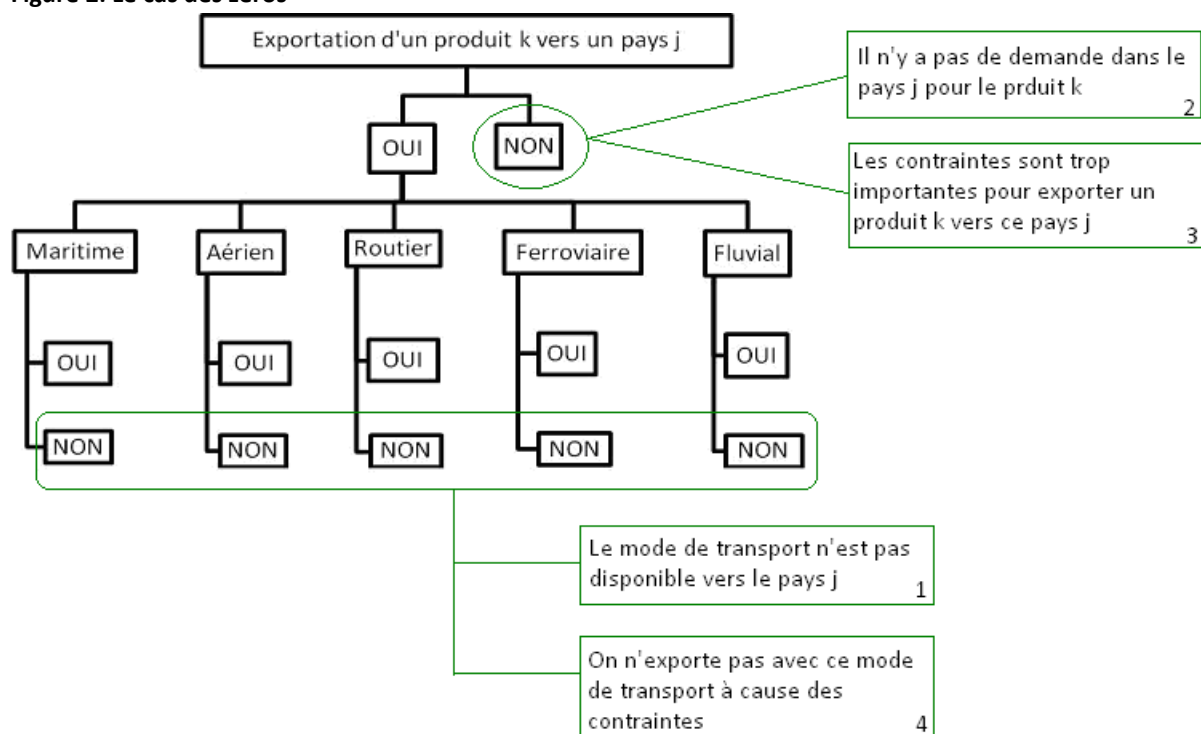 Exportation d'un produit k vers un pays j
Il n'y a pas de demande dans le
pays j pour le prduit k
2
OUI
NON
Les contraintes sont trop
importantes pour exporter un
produit k vers ce pays j
3
Maritime
Aérien
Routier
Ferroviaire
Fluvial
OUI
OUI
OUI
OUI
OUI
NON
NON
NON
NON
NON
Le mode de transport n'est pas
disponible vers le pays j
1
On n'exporte pas avec ce mode
de transport à cause des
contraintes
4